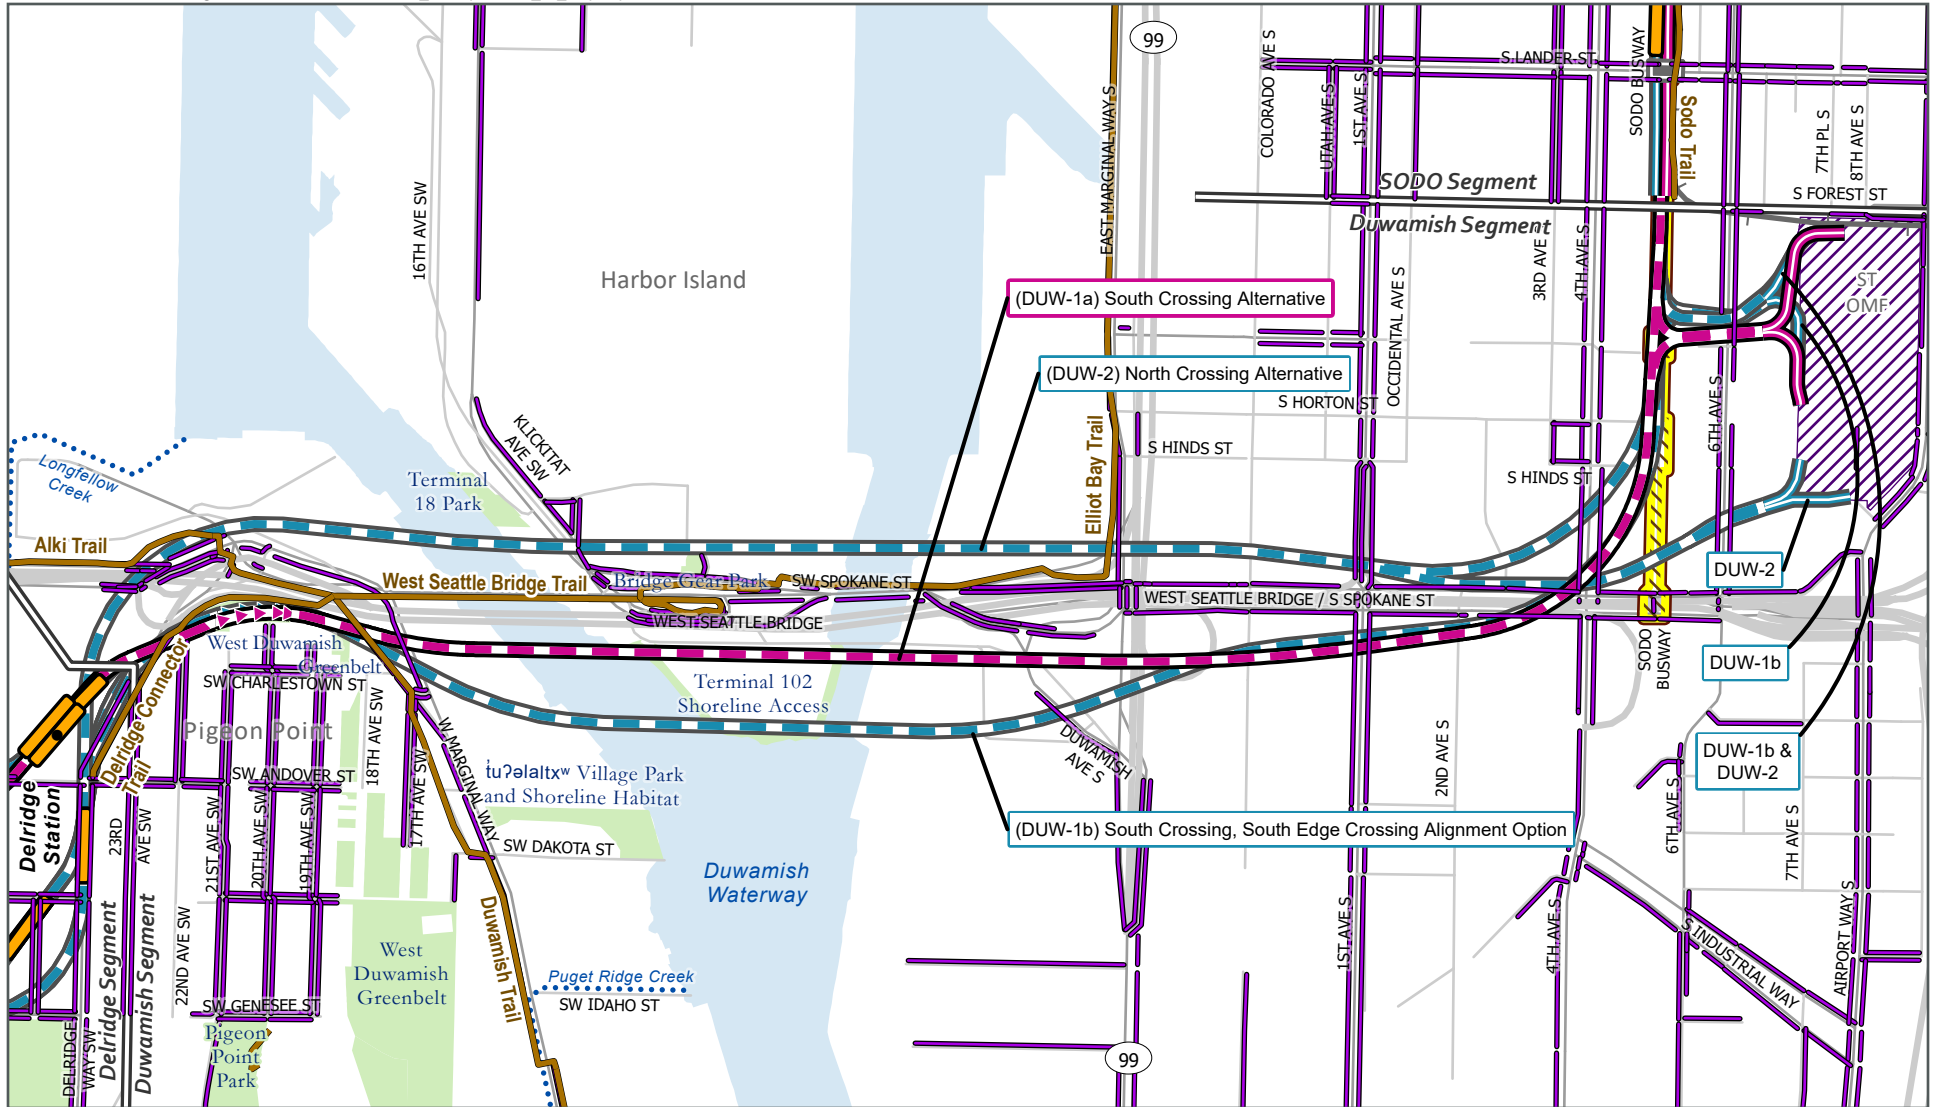 99
S LANDER ST
COLORADO AVE S
UTAH AVE S
1ST AVE S
SODO BUSWAY
Sodo Trail
7TH PL S
8TH AVE S
EAST MARGINAL WAY S
16TH AVE SW
SODO Segment
S FOREST ST
Duwamish Segment
Harbor Island
3RD AVE S
4TH AVE S
OCCIDENTAL AVE S
ST
OMF
(DUW-1a) South Crossing Alternative
(DUW-2) North Crossing Alternative
S HORTON ST
6TH AVE S
KLICKITAT
AVE SW
S HINDS ST
S HINDS ST
Elliot Bay Trail
Longfellow
Creek
Terminal
18 Park
Alki Trail
West Seattle Bridge Trail
Bridge Gear Park
SW SPOKANE ST
WEST SEATTLE BRIDGE / S SPOKANE ST
WEST SEATTLE BRIDGE
DUW-2
DUW-1b
DUW-1b &
DUW-2
SODO
BUSWAY
West Duwamish
Greenbelt
SW CHARLESTOWN ST
Terminal 102
Shoreline Access
Pigeon Point
Delridge Connector
Trail
18TH AVE SW
17TH AVE SW
W MARGINAL WAY
SW ANDOVER ST
DUWAMISH
AVE S
2ND AVE S
t̓uʔəlaltxʷ Village Park
and Shoreline Habitat
Delridge
Station
23RD
AVE SW
21ST AVE SW
20TH AVE SW
19TH AVE SW
SW DAKOTA ST
(DUW-1b) South Crossing, South Edge Crossing Alignment Option
6TH AVE S
7TH AVE S
Duwamish
Waterway
22ND AVE SW
Delridge Segment
Duwamish Segment
Duwamish Trail
West
Duwamish
Greenbelt
1ST AVE S
4TH AVE S
S INDUSTRIAL WAY
AIRPORT WAY S
Puget Ridge Creek
SW IDAHO ST
SW GENESEE ST
Pigeon
Point
Park
DELRIDGE
WAY SW
99